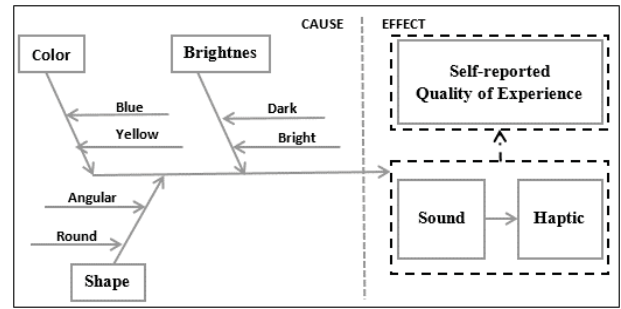 CAUSE
EFFECT
Color
Brightnes
Blue
Yellow
Dark
Bright
Angular
Round
Shape
Self-reported
Quality of Experience
Sound
Haptic